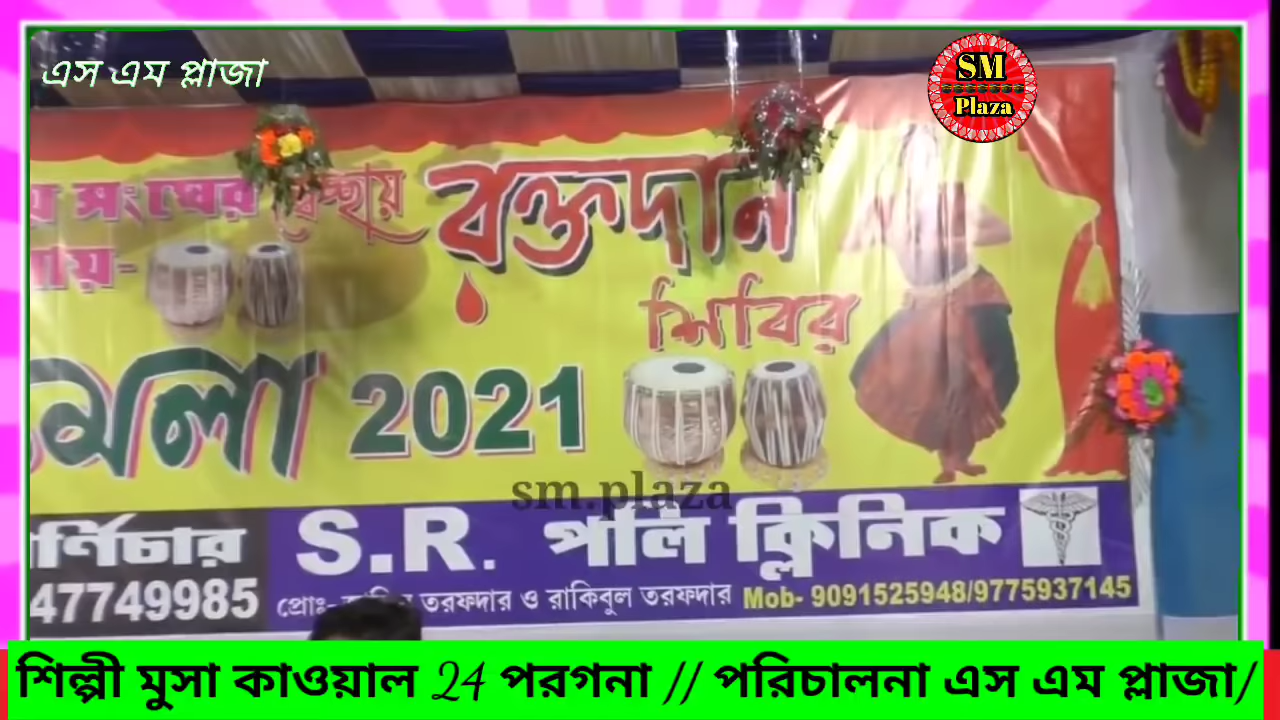 এস এম প্লাজা
SM
Plaza
সংঘের স্বেচ্ছায় রক্তদান
শিবির
মেলা 2021
sm.plaza
S.R. পলি ক্লিনিক
47749985
প্রোঃ- তরফদার ও রাকিবুল তরফদার Mob- 9091525948/9775937145
শিল্পী মুসা কাওয়াল 24 পরগনা // পরিচালনা এস এম প্লাজা/